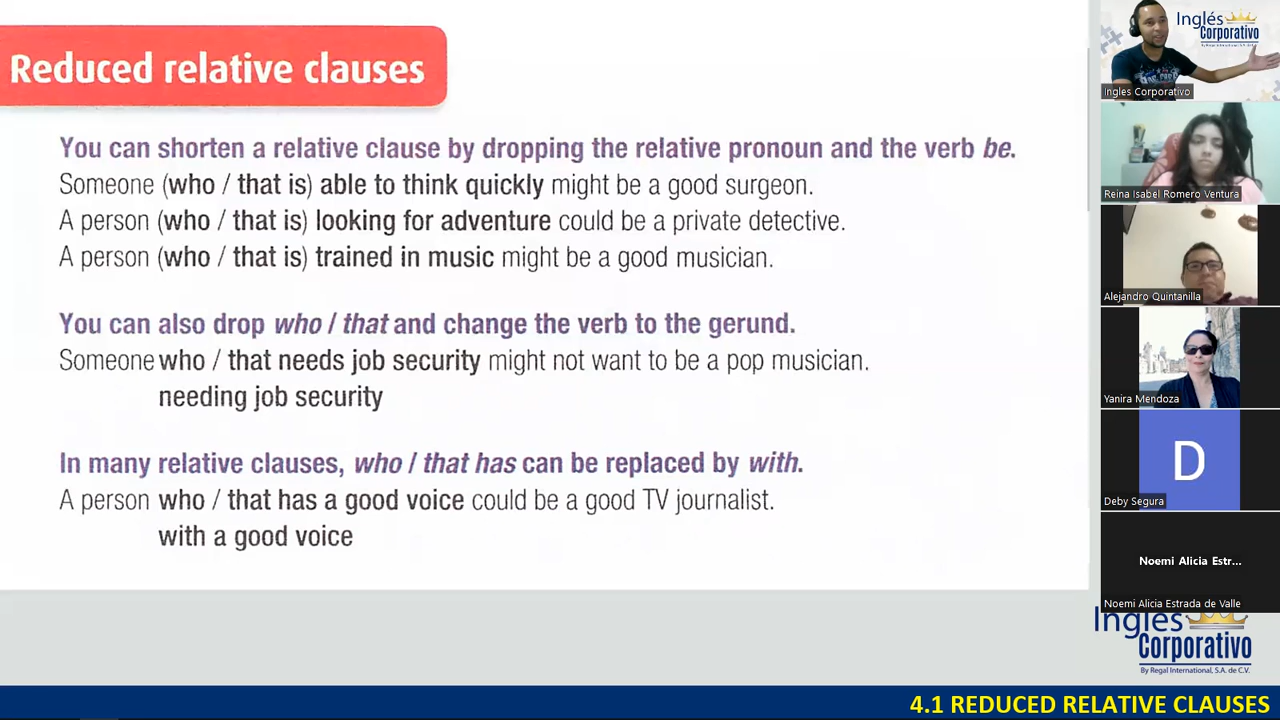 Reduced relative clauses
You can shorten a relative clause by dropping the relative pronoun and the verb be.
Someone (who / that is) able to think quickly might be a good surgeon.
A person (who / that is) looking for adventure could be a private detective.
A person (who / that is) trained in music might be a good musician.
You can also drop who / that and change the verb to the gerund.
Someone who / that needs job security might not want to be a pop musician.
needing job security
In many relative clauses, who / that has can be replaced by with.
A person who / that has a good voice could be a good TV journalist.
with a good voice
Inglés
Corporativo
By Regal International, S.A. de C.V.
Ingles Corporativo
Reina Isabel Romero Ventura
Alejandro Quintanilla
Yanira Mendoza
D
Deby Segura
Noemi Alicia Estr...
Noemi Alicia Estrada de Valle
Inglés
Corporativo
By Regal International, S.A. de C.V.
4.1 REDUCED RELATIVE CLAUSES